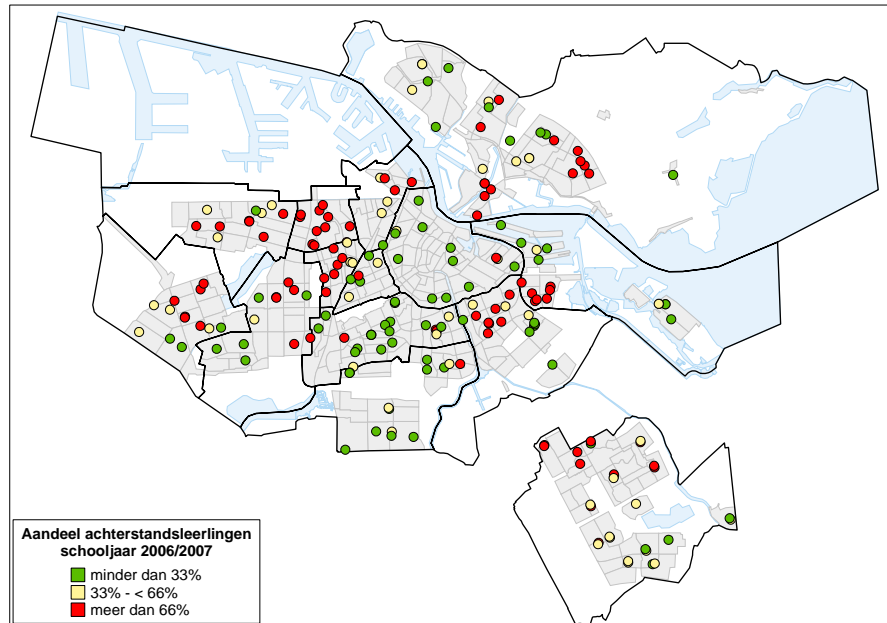 Aandeel achterstandsleerlingen
schooljaar 2006/2007
minder dan 33%
33% - < 66%
meer dan 66%